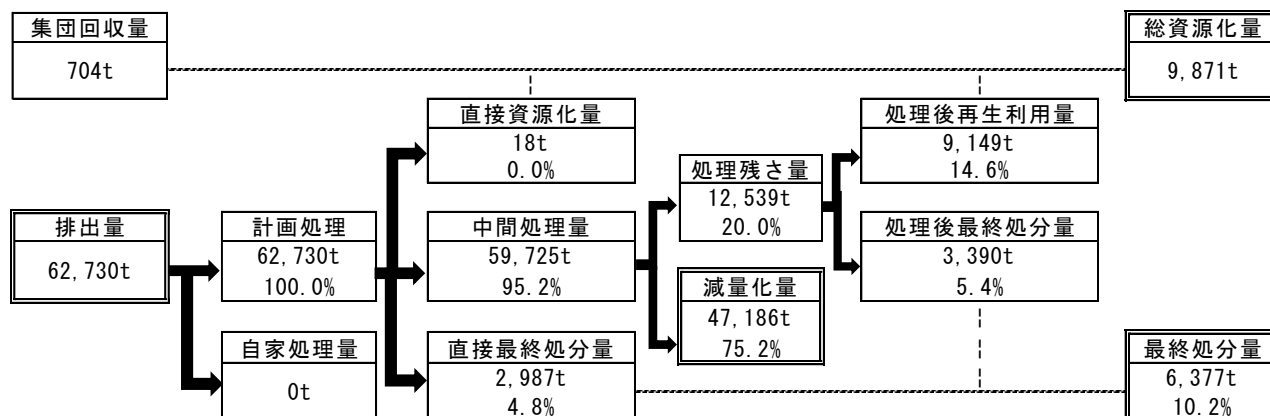 集団回収量
704t
総資源化量
9,871t
直接資源化量
18t
0.0%
処理後再生利用量
9,149t
14.6%
処理残さ量
12,539t
20.0%
排出量
62,730t
計画処理
62,730t
100.0%
中間処理量
59,725t
95.2%
処理後最終処分量
3,390t
5.4%
減量化量
47,186t
75.2%
自家処理量
0t
直接最終処分量
2,987t
4.8%
最終処分量
6,377t
10.2%